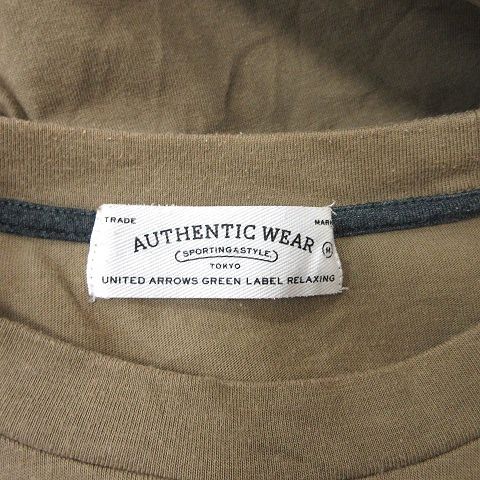 TRADE MARK
AUTHENTIC WEAR
SPORTING&STYLE. M
TOKYO
UNITED ARROWS GREEN LABEL RELAXING